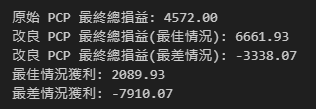 原始 PCP 最終總損益: 4572.00
改良 PCP 最終總損益(最佳情況): 6661.93
改良 PCP 最終總損益(最差情況): -3338.07
最佳情況獲利: 2089.93
最差情況獲利: -7910.07